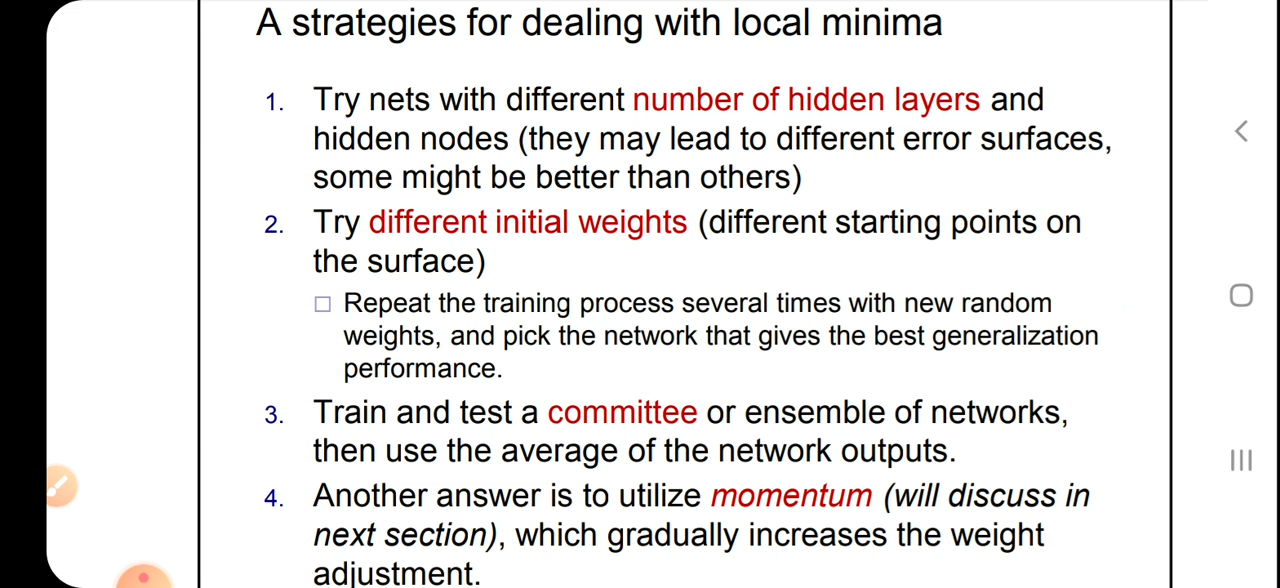 A strategies for dealing with local minima
1. Try nets with different number of hidden layers and
hidden nodes (they may lead to different error surfaces,
some might be better than others)
2. Try different initial weights (different starting points on
the surface)
Repeat the training process several times with new random
weights, and pick the network that gives the best generalization
performance.
3. Train and test a committee or ensemble of networks,
then use the average of the network outputs.
4. Another answer is to utilize momentum (will discuss in
next section), which gradually increases the weight
adjustment.